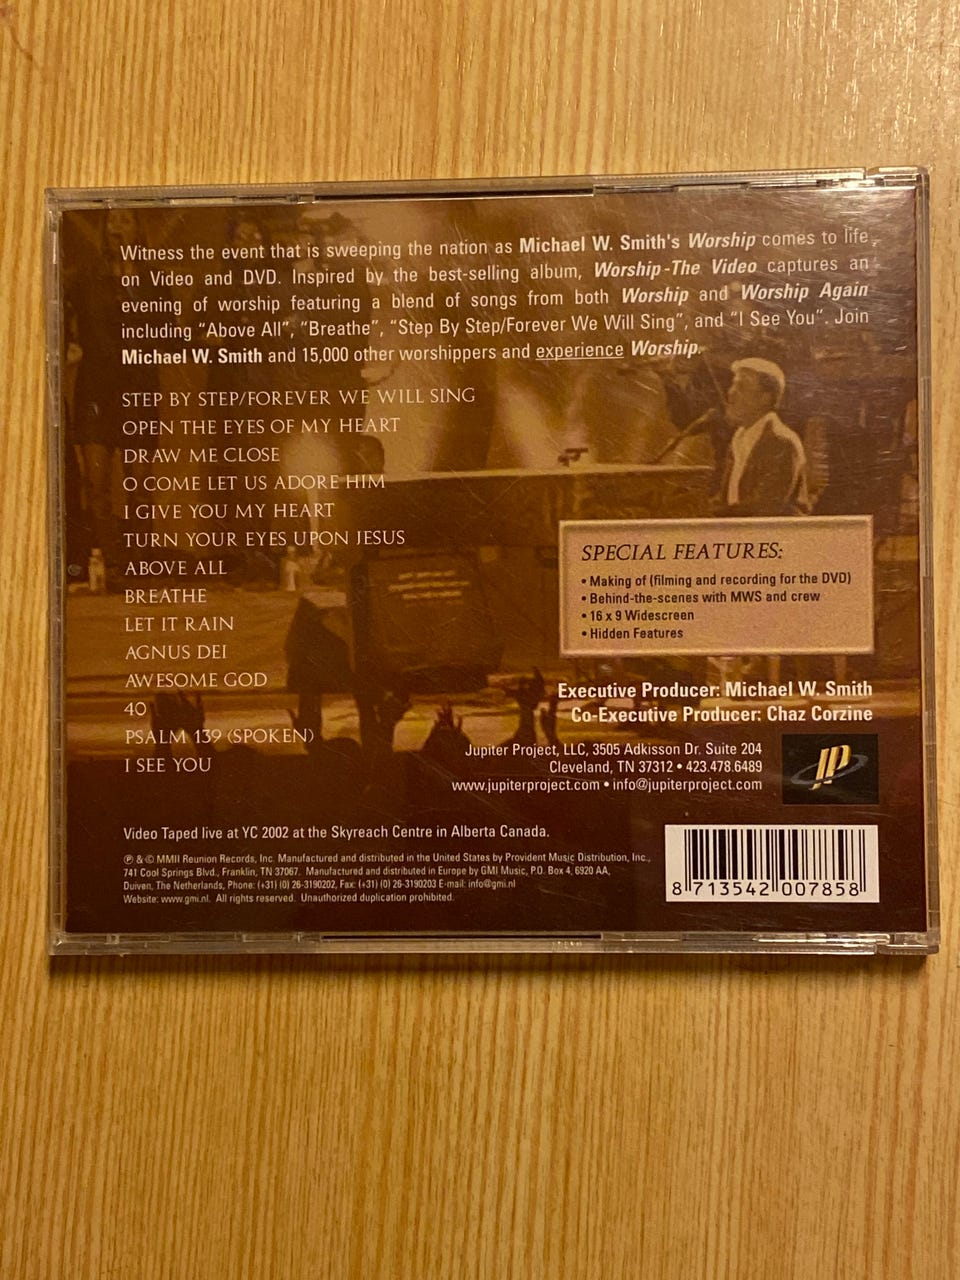 Witness the event that is sweeping the nation as Michael W. Smith's Worship comes to life,
on Video and DVD. Inspired by the best-selling album, Worship-The Video captures an
evening of worship featuring a blend of songs from both Worship and Worship Again
including “Above All”, “Breathe”, “Step By Step/Forever We Will Sing”, and “I See You”. Join
Michael W. Smith and 15,000 other worshippers and experience Worship.
STEP BY STEP/FOREVER WE WILL SING
OPEN THE EYES OF MY HEART
DRAW ME CLOSE
O COME LET US ADORE HIM
I GIVE YOU MY HEART
TURN YOUR EYES UPON JESUS
ABOVE ALL
BREATHE
LET IT RAIN
AGNUS DEI
AWESOME GOD
40
PSALM 139 (SPOKEN)
I SEE YOU
SPECIAL FEATURES:
• Making of (filming and recording for the DVD)
• Behind-the-scenes with MWS and crew
• 16 x 9 Widescreen
• Hidden Features
Executive Producer: Michael W. Smith
Co-Executive Producer: Chaz Corzine
Jupiter Project, LLC, 3505 Adkisson Dr. Suite 204
Cleveland, TN 37312 • 423.478.6489
www.jupiterproject.com • info@jupiterproject.com
JP
Video Taped live at YC 2002 at the Skyreach Centre in Alberta Canada.
℗ & © MMII Reunion Records, Inc. Manufactured and distributed in the United States by Provident Music Distribution, Inc.,
741 Cool Springs Blvd., Franklin, TN 37067. Manufactured and distributed in Europe by GMI Music, P.O. Box 4, 6920 AA,
Duiven, The Netherlands, Phone: (+31) (0) 26-3190202, Fax: (+31) (0) 26-3190203 E-mail: info@gmi.nl
Website: www.gmi.nl. All rights reserved. Unauthorized duplication prohibited.
8 713542 007858